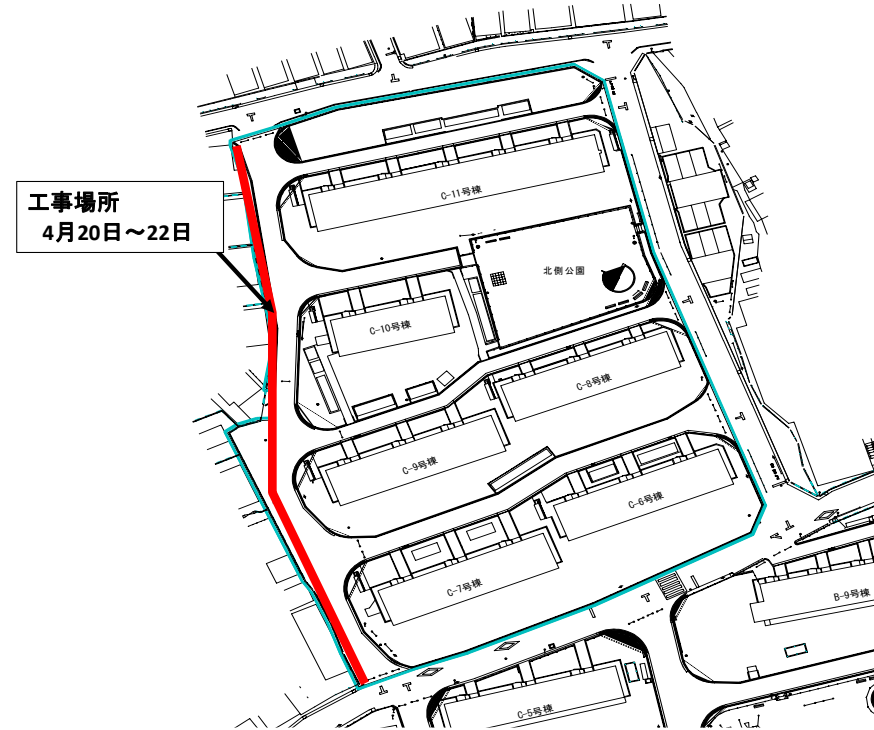 工事場所
4月20日～22日
C-11号棟
北側公園
C-10号棟
C-8号棟
C-9号棟
C-6号棟
C-7号棟
B-9号棟
C-5号棟